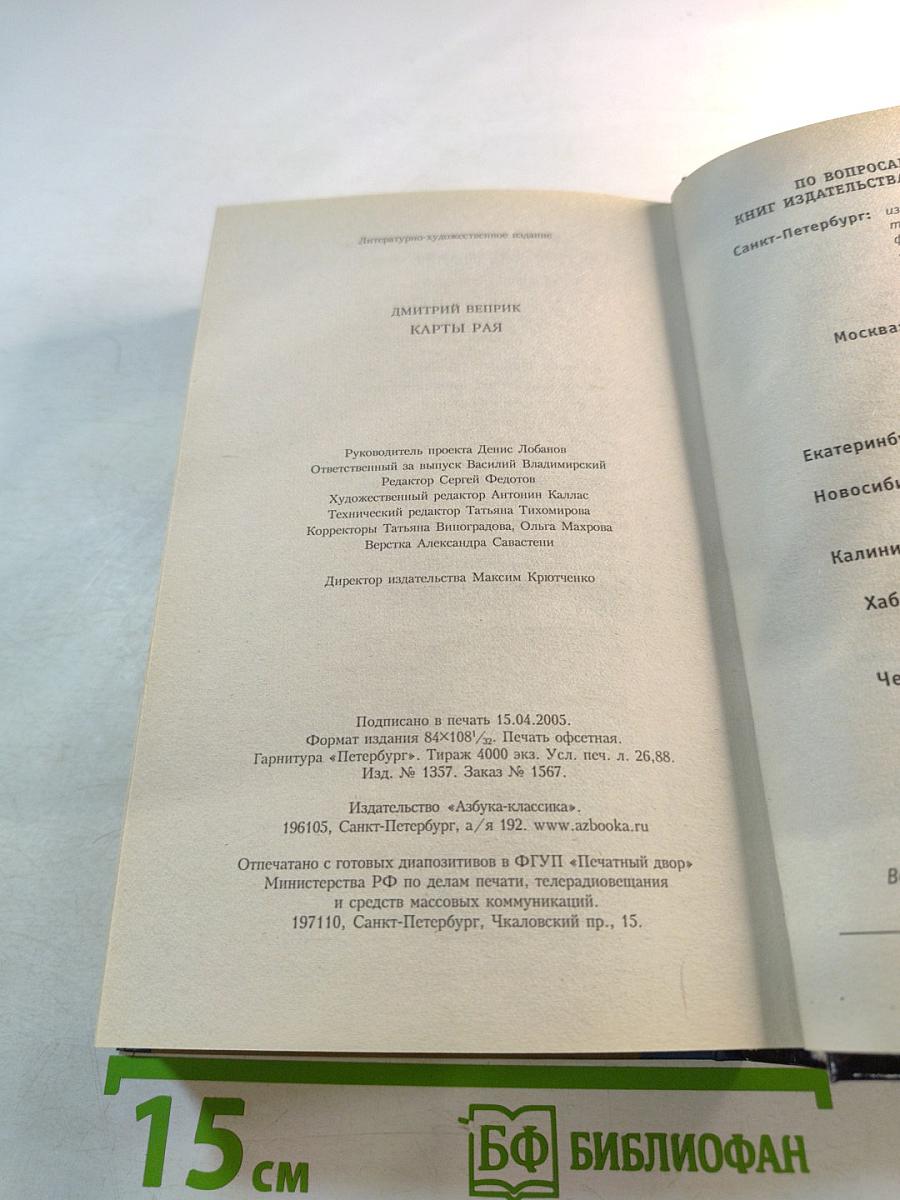 Литературно-художественное издание
ДМИТРИЙ ВЕПРИК
КАРТЫ РАЯ
Руководитель проекта Денис Лобанов
Ответственный за выпуск Василий Владимирский
Редактор Сергей Федотов
Художественный редактор Антонин Каллас
Технический редактор Татьяна Тихомирова
Корректоры Татьяна Виноградова, Ольга Махрова
Верстка Александра Савастени
Директор издательства Максим Крютченко
Подписано в печать 15.04.2005.
Формат издания 84×108¹/₃₂. Печать офсетная.
Гарнитура «Петербург». Тираж 4000 экз. Усл. печ. л. 26,88.
Изд. № 1357. Заказ № 1567.
Издательство «Азбука-классика».
196105, Санкт-Петербург, а/я 192. www.azbooka.ru
Отпечатано с готовых диапозитивов в ФГУП «Печатный двор»
Министерства РФ по делам печати, телерадиовещания
и средств массовых коммуникаций.
197110, Санкт-Петербург, Чкаловский пр., 15.
ПО ВОПРОСА
КНИГ ИЗДАТЕЛЬСТВА
Санкт-Петербург:
Москва:
Екатеринбу
Новосиби
Калини
Хаб
Че
15 см
БФ БИБЛИОФАН